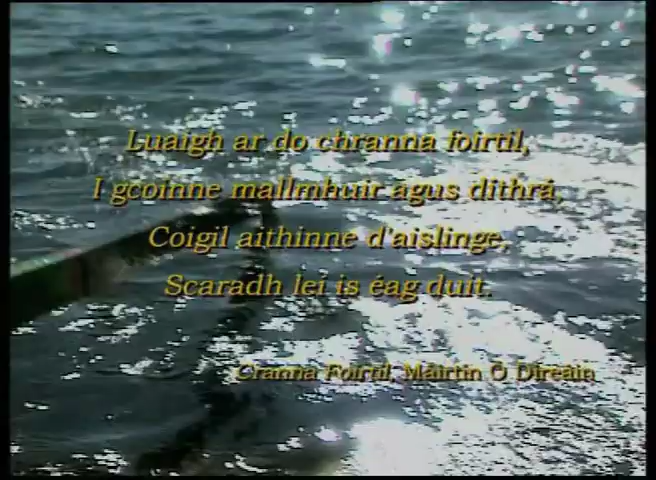 Luaigh ar do chranna foirtil,
I gcoinne mallmhuir agus díthrá,
Coigil aithinne d'aislinge,
Scaradh léi is éag duit.
Cranna Foirtil, Máirtín Ó Direáin